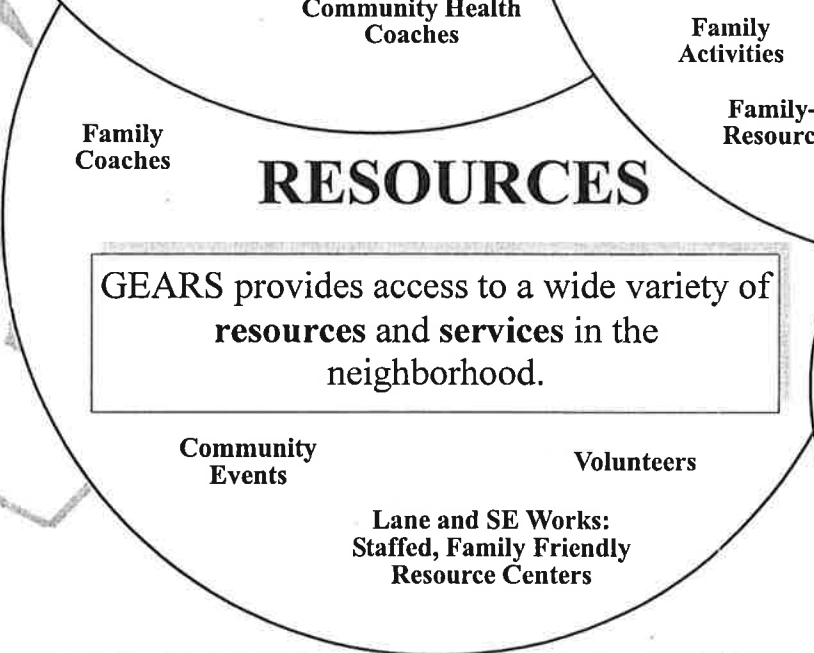 Community Health
Coaches
Family
Activities
Family-
Family
Coaches
RESOURCES
GEARS provides access to a wide variety of
resources and services in the
neighborhood.
Community
Events
Volunteers
Lane and SE Works:
Staffed, Family Friendly
Resource Centers